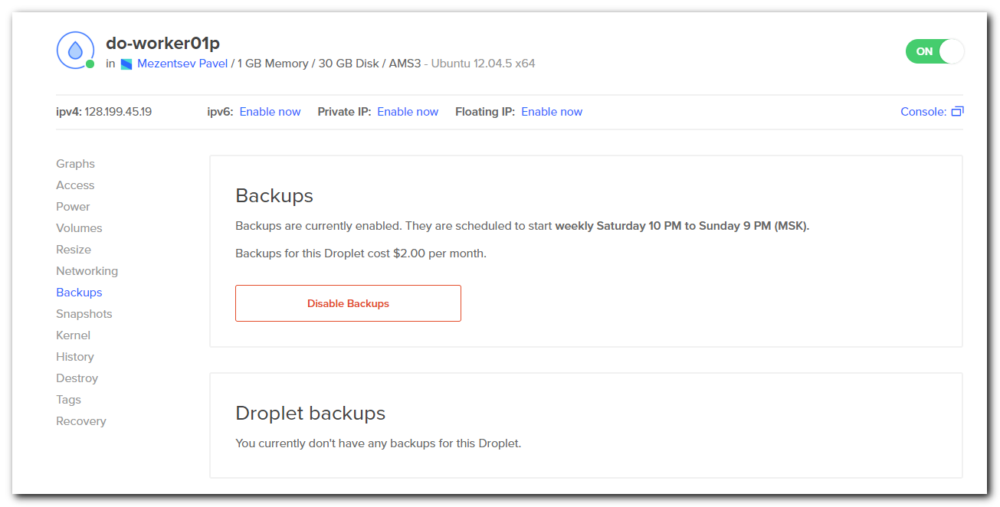 do-worker01p
in Mezentsev Pavel / 1 GB Memory / 30 GB Disk / AMS3 - Ubuntu 12.04.5 x64
ON
ipv4: 128.199.45.19 ipv6: Enable now Private IP: Enable now Floating IP: Enable now Console:
Graphs
Access
Power
Volumes
Resize
Networking
Backups
Snapshots
Kernel
History
Destroy
Tags
Recovery
Backups
Backups are currently enabled. They are scheduled to start weekly Saturday 10 PM to Sunday 9 PM (MSK).
Backups for this Droplet cost $2.00 per month.
Disable Backups
Droplet backups
You currently don't have any backups for this Droplet.